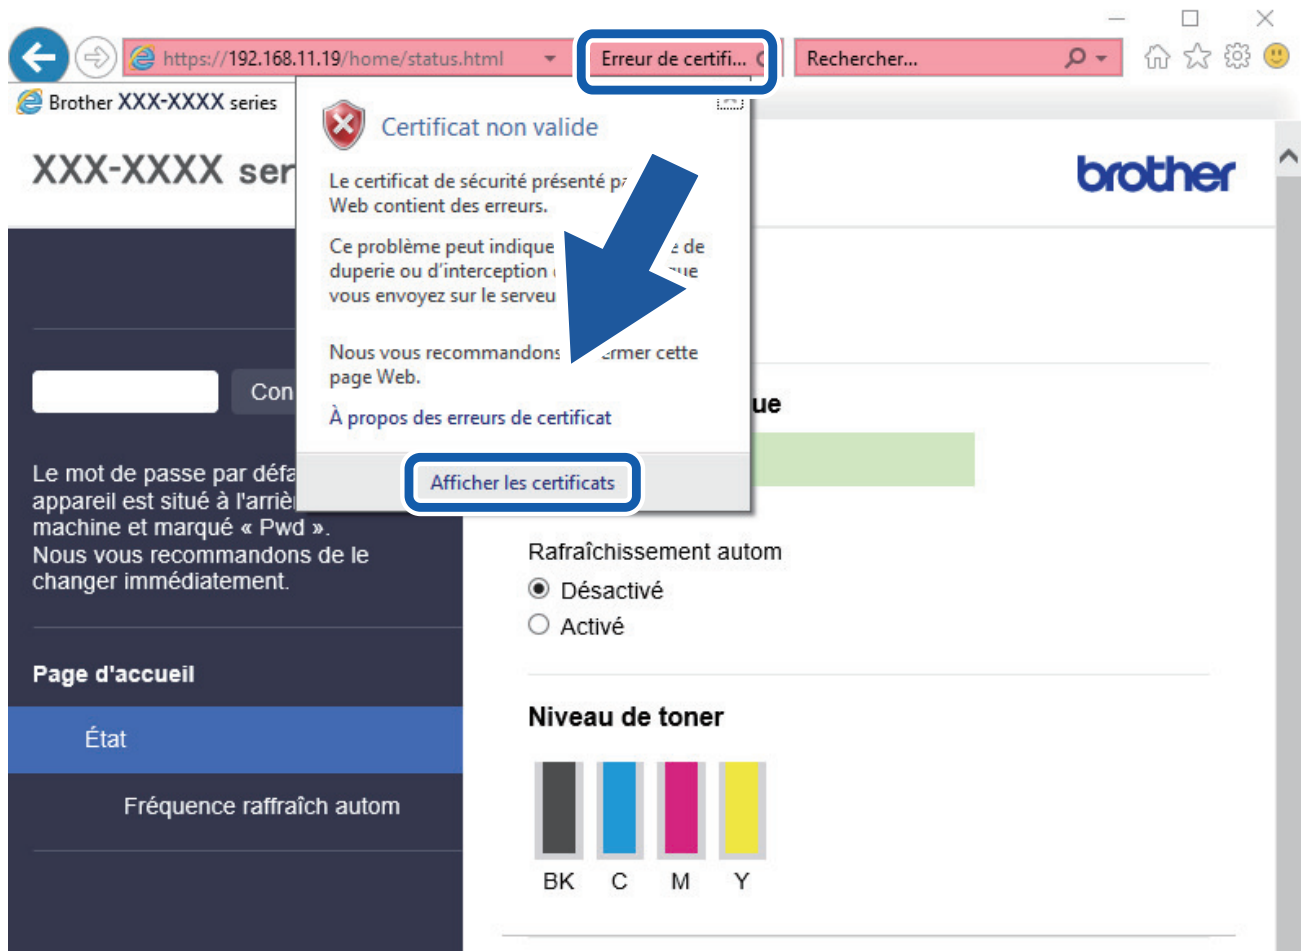 https://192.168.11.19/home/status.html
Erreur de certifi...
Rechercher...
Brother XXX-XXXX series
XXX-XXXX ser
brother
Certificat non valide
Le certificat de sécurité présenté
Web contient des erreurs.
Ce problème peut indique de
duperie ou d'interception que
vous envoyez sur le serveu
Nous vous recommandons ermer cette
page Web.
À propos des erreurs de certificat
Afficher les certificats
Con
Le mot de passe par défa
appareil est situé à l'arriè
machine et marqué « Pwd ».
Nous vous recommandons de le
changer immédiatement.
Page d'accueil
État
Fréquence raffraîch autom
ue
Rafraîchissement autom
Désactivé
Activé
Niveau de toner
BK C M Y